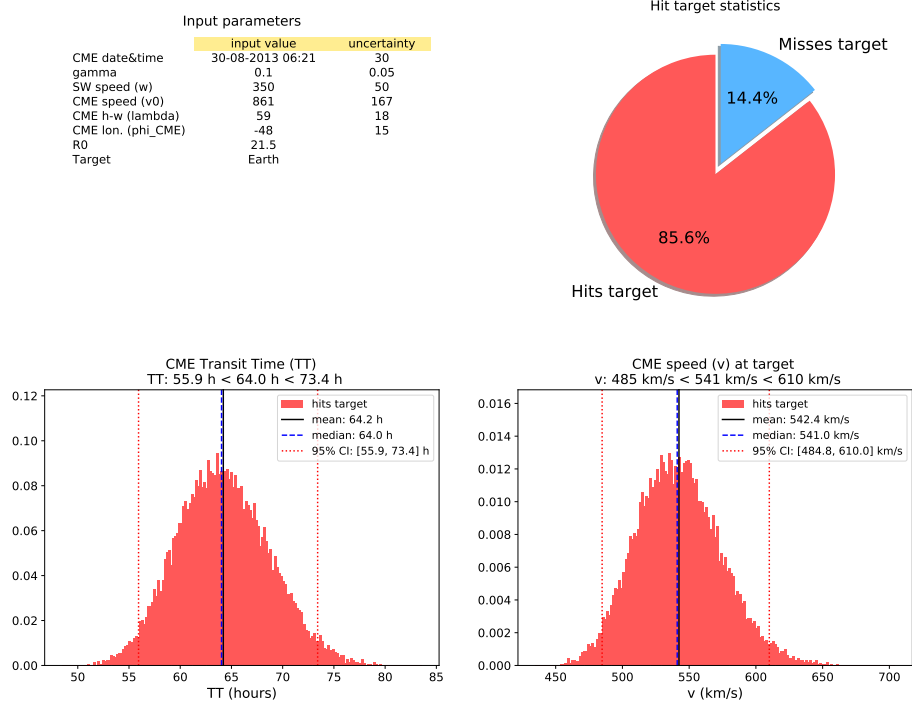 Input parameters
input value uncertainty
CME date&time 30-08-2013 06:21 30
gamma 0.1 0.05
SW speed (w) 350 50
CME speed (v0) 861 167
CME h-w (lambda) 59 18
CME lon. (phi_CME) -48 15
R0 21.5
Target Earth
Hit target statistics
Misses target
14.4%
85.6%
Hits target
CME Transit Time (TT)
TT: 55.9 h < 64.0 h < 73.4 h
0.12
0.10
0.08
0.06
0.04
0.02
0.00
hits target
mean: 64.2 h
median: 64.0 h
95% CI: [55.9, 73.4] h
50 55 60 65 70 75 80 85
TT (hours)
CME speed (v) at target
v: 485 km/s < 541 km/s < 610 km/s
0.016
0.014
0.012
0.010
0.008
0.006
0.004
0.002
0.000
hits target
mean: 542.4 km/s
median: 541.0 km/s
95% CI: [484.8, 610.0] km/s
450 500 550 600 650 700
v (km/s)